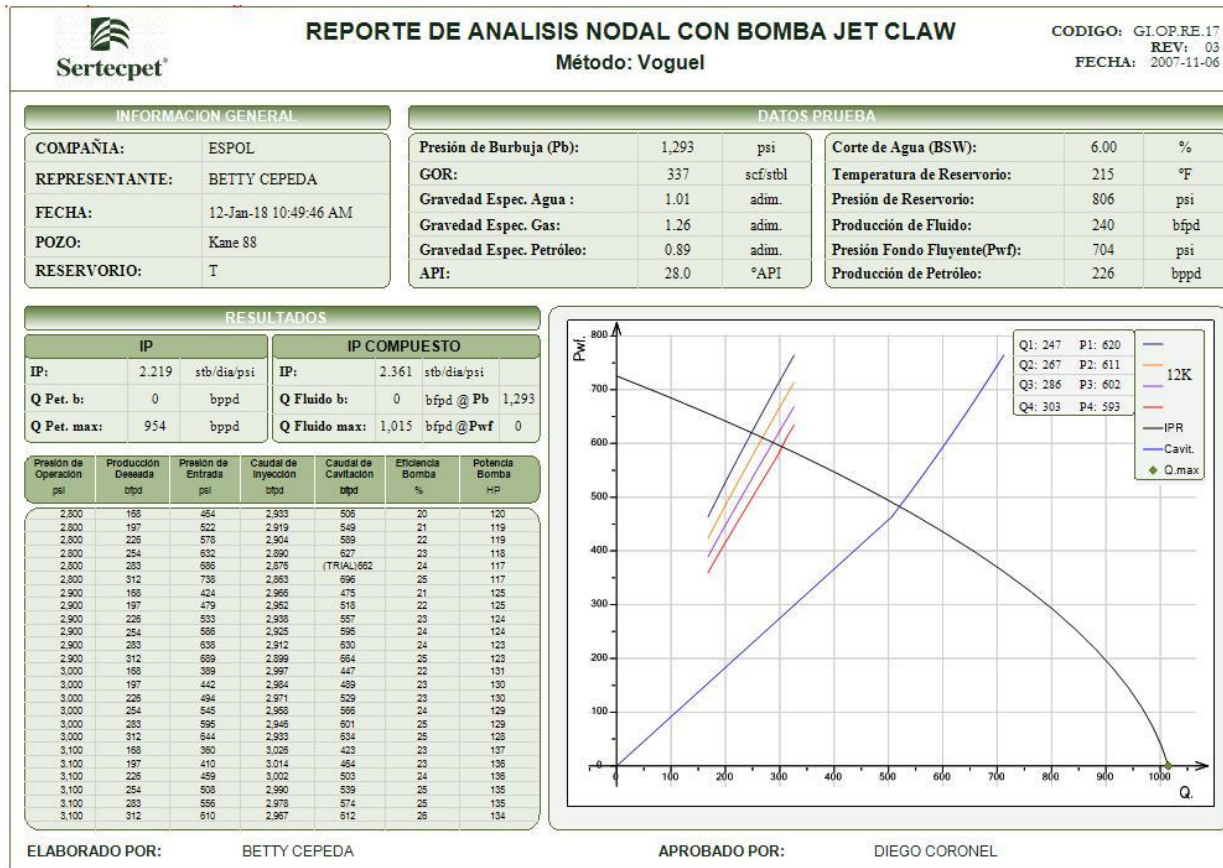 Sertecpet®
REPORTE DE ANALISIS NODAL CON BOMBA JET CLAW
Método: Voguel
CODIGO: GI.OP.RE.17
REV: 03
FECHA: 2007-11-06
INFORMACION GENERAL
COMPAÑIA: ESPOL
REPRESENTANTE: BETTY CEPEDA
FECHA: 12-Jan-18 10:49:46 AM
POZO: Kane 88
RESERVORIO: T
DATOS PRUEBA
Presión de Burbuja (Pb): 1,293 psi
GOR: 337 scf/stbl
Gravedad Espec. Agua : 1.01 adim.
Gravedad Espec. Gas: 1.26 adim.
Gravedad Espec. Petróleo: 0.89 adim.
API: 28.0 °API
Corte de Agua (BSW): 6.00 %
Temperatura de Reservorio: 215 °F
Presión de Reservorio: 806 psi
Producción de Fluido: 240 bfpd
Presión Fondo Fluyente(Pwf): 704 psi
Producción de Petróleo: 226 bppd
RESULTADOS
IP
IP: 2.219 stb/dia/psi
Q Pet. b: 0 bppd
Q Pet. max: 954 bppd
IP COMPUESTO
IP: 2.361 stb/dia/psi
Q Fluido b: 0 bfpd @ Pb 1,293
Q Fluido max: 1,015 bfpd @Pwf 0
Presión de Operación psi Producción Deseada bfpd Presión de Entrada psi Caudal de Inyección bfpd Caudal de Cavitación bfpd Eficiencia Bomba % Potencia Bomba HP
2,800 168 464 2,933 506 20 120
2,800 197 522 2,919 549 21 119
2,800 226 578 2,904 589 22 119
2,800 254 632 2,890 627 23 118
2,800 283 686 2,876 (TRIAL)662 24 117
2,800 312 738 2,863 696 25 117
2,900 168 424 2,966 475 21 125
2,900 197 479 2,952 518 22 125
2,900 226 533 2,938 557 23 124
2,900 254 586 2,925 595 24 124
2,900 283 638 2,912 630 24 123
2,900 312 689 2,899 664 25 123
3,000 168 389 2,997 447 22 131
3,000 197 442 2,984 489 23 130
3,000 226 494 2,971 529 23 130
3,000 254 545 2,958 566 24 129
3,000 283 595 2,946 601 25 129
3,000 312 644 2,933 634 25 128
3,100 168 360 3,026 423 23 137
3,100 197 410 3,014 464 23 136
3,100 226 459 3,002 503 24 136
3,100 254 508 2,990 539 25 135
3,100 283 556 2,978 574 25 135
3,100 312 610 2,967 612 26 134
Pwf.
800
700
600
500
400
300
200
100
0
0 100 200 300 400 500 600 700 800 900 1000
Q.
Q1: 247 P1: 620
Q2: 267 P2: 611
Q3: 286 P3: 602
Q4: 303 P4: 593
12K
IPR
Cavit.
Q.max
ELABORADO POR: BETTY CEPEDA
APROBADO POR: DIEGO CORONEL